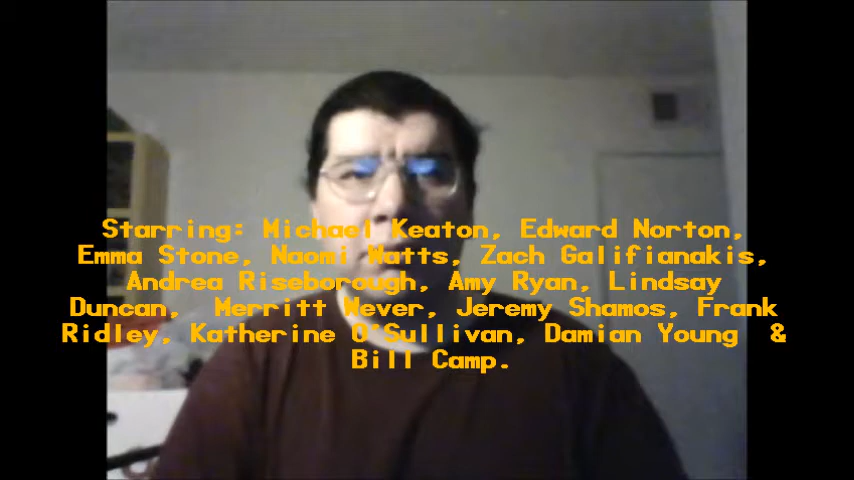 Starring: Michael Keaton, Edward Norton,
Emma Stone, Naomi Watts, Zach Galifianakis,
Andrea Riseborough, Amy Ryan, Lindsay
Duncan,  Merritt Never, Jeremy Shamos, Frank
Ridley, Katherine O'Sullivan, Damian Young  &
Bill Camp.